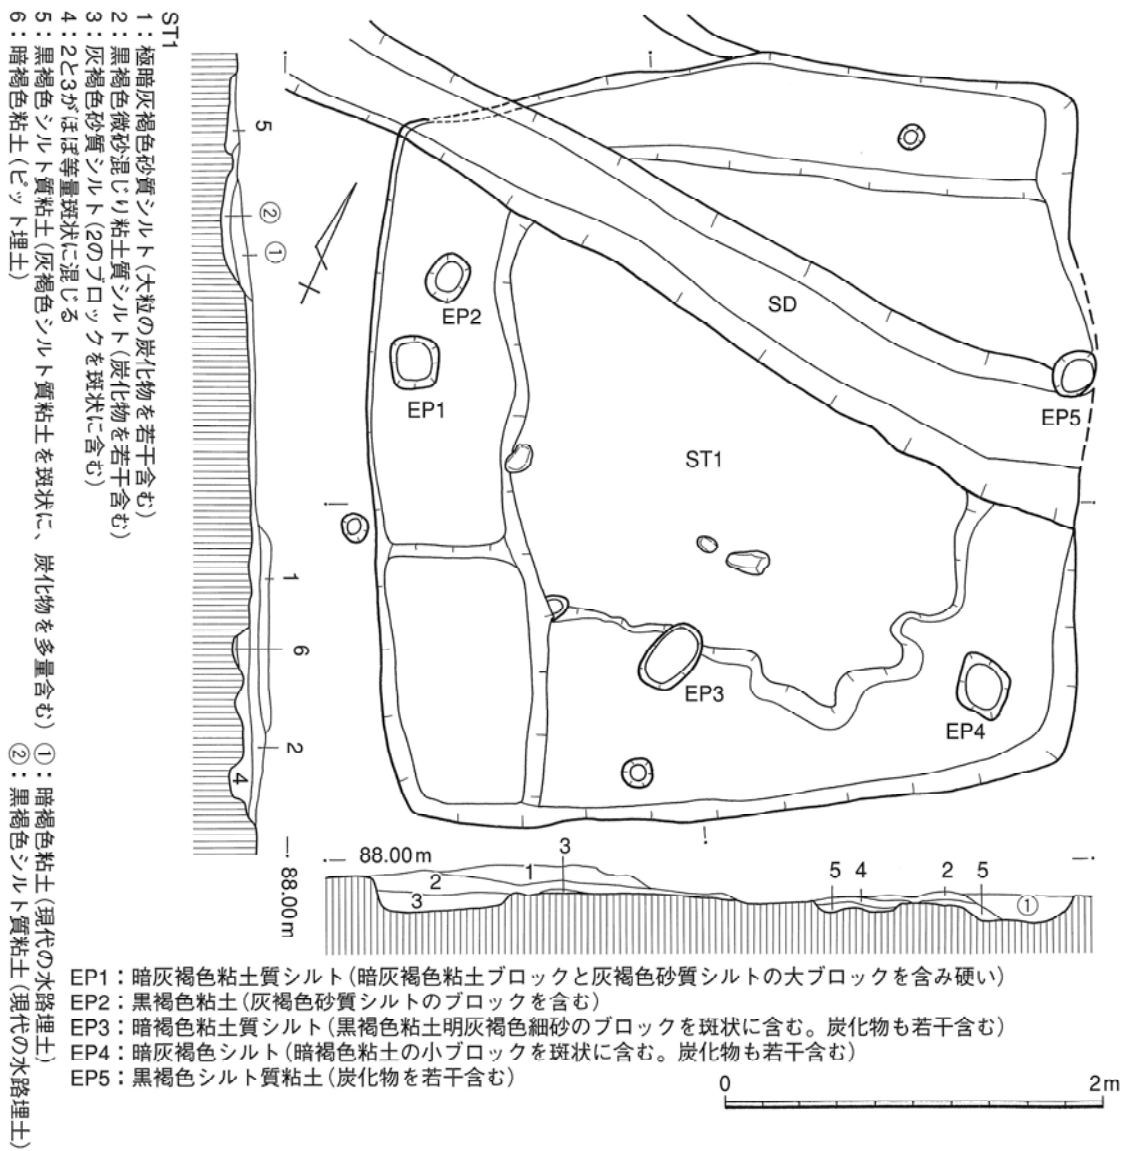 ST1
1：極暗灰褐色砂質シルト(大粒の炭化物を若干含む)
2：黒褐色微砂混じり粘土質シルト(炭化物を若干含む)
3：灰褐色砂質シルト(2のブロックを斑状に含む)
4：2と3がほぼ等量斑状に混じる
5：黒褐色シルト質粘土(灰褐色シルト質粘土を斑状に、炭化物を多量含む)
6：暗褐色粘土(ピット埋土)
①：暗褐色粘土(現代の水路埋土)
②：黒褐色シルト質粘土(現代の水路埋土)
5
②
①
1
6
2
4
88.00m
EP2
EP1
SD
EP5
ST1
EP3
EP4
88.00m
3
1
2
3
5 4
2 5
①
EP1：暗灰褐色粘土質シルト(暗灰褐色粘土ブロックと灰褐色砂質シルトの大ブロックを含み硬い)
EP2：黒褐色粘土(灰褐色砂質シルトのブロックを含む)
EP3：暗褐色粘土質シルト(黒褐色粘土明灰褐色細砂のブロックを斑状に含む。炭化物も若干含む)
EP4：暗灰褐色シルト(暗褐色粘土の小ブロックを斑状に含む。炭化物も若干含む)
EP5：黒褐色シルト質粘土(炭化物を若干含む)
0 2m